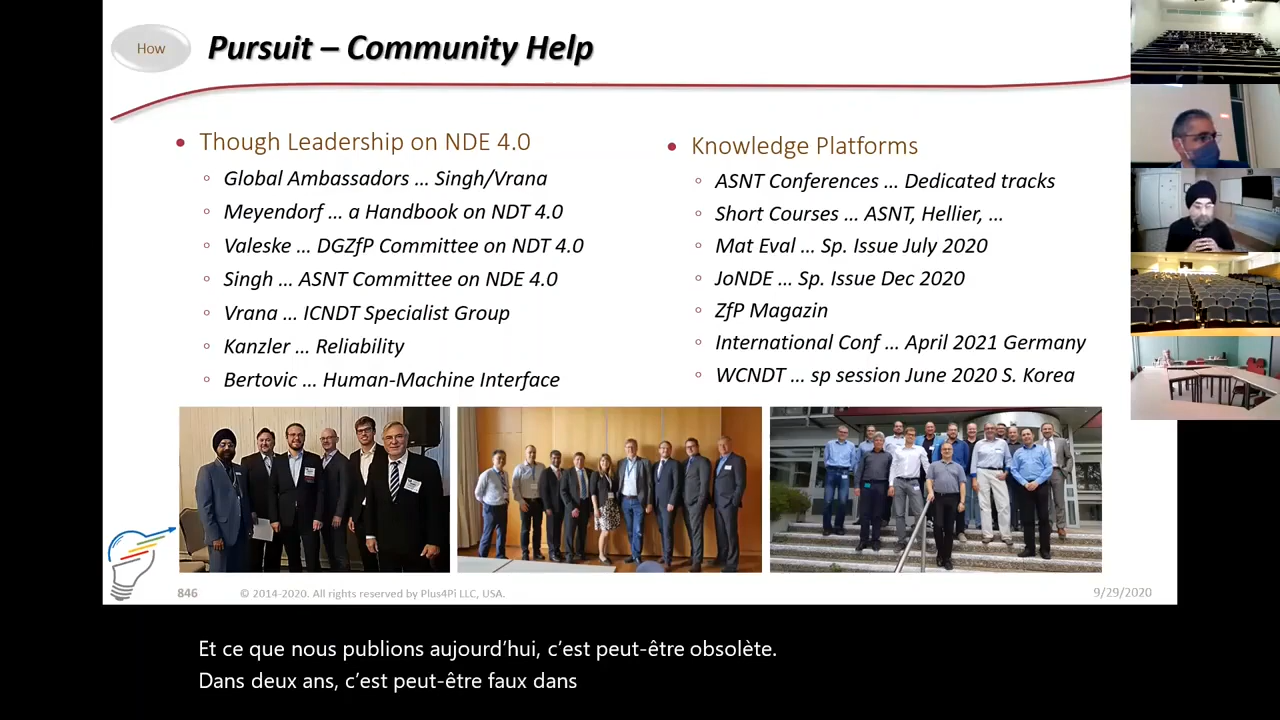 How
Pursuit – Community Help
Though Leadership on NDE 4.0
Global Ambassadors … Singh/Vrana
Meyendorf … a Handbook on NDT 4.0
Valeske … DGZfP Committee on NDT 4.0
Singh … ASNT Committee on NDE 4.0
Vrana … ICNDT Specialist Group
Kanzler … Reliability
Bertovic … Human-Machine Interface
Knowledge Platforms
ASNT Conferences … Dedicated tracks
Short Courses … ASNT, Hellier, …
Mat Eval … Sp. Issue July 2020
JoNDE … Sp. Issue Dec 2020
ZfP Magazin
International Conf … April 2021 Germany
WCNDT … sp session June 2020 S. Korea
846 © 2014-2020. All rights reserved by Plus4Pi LLC, USA. 9/29/2020
Et ce que nous publions aujourd’hui, c’est peut-être obsolète.
Dans deux ans, c’est peut-être faux dans